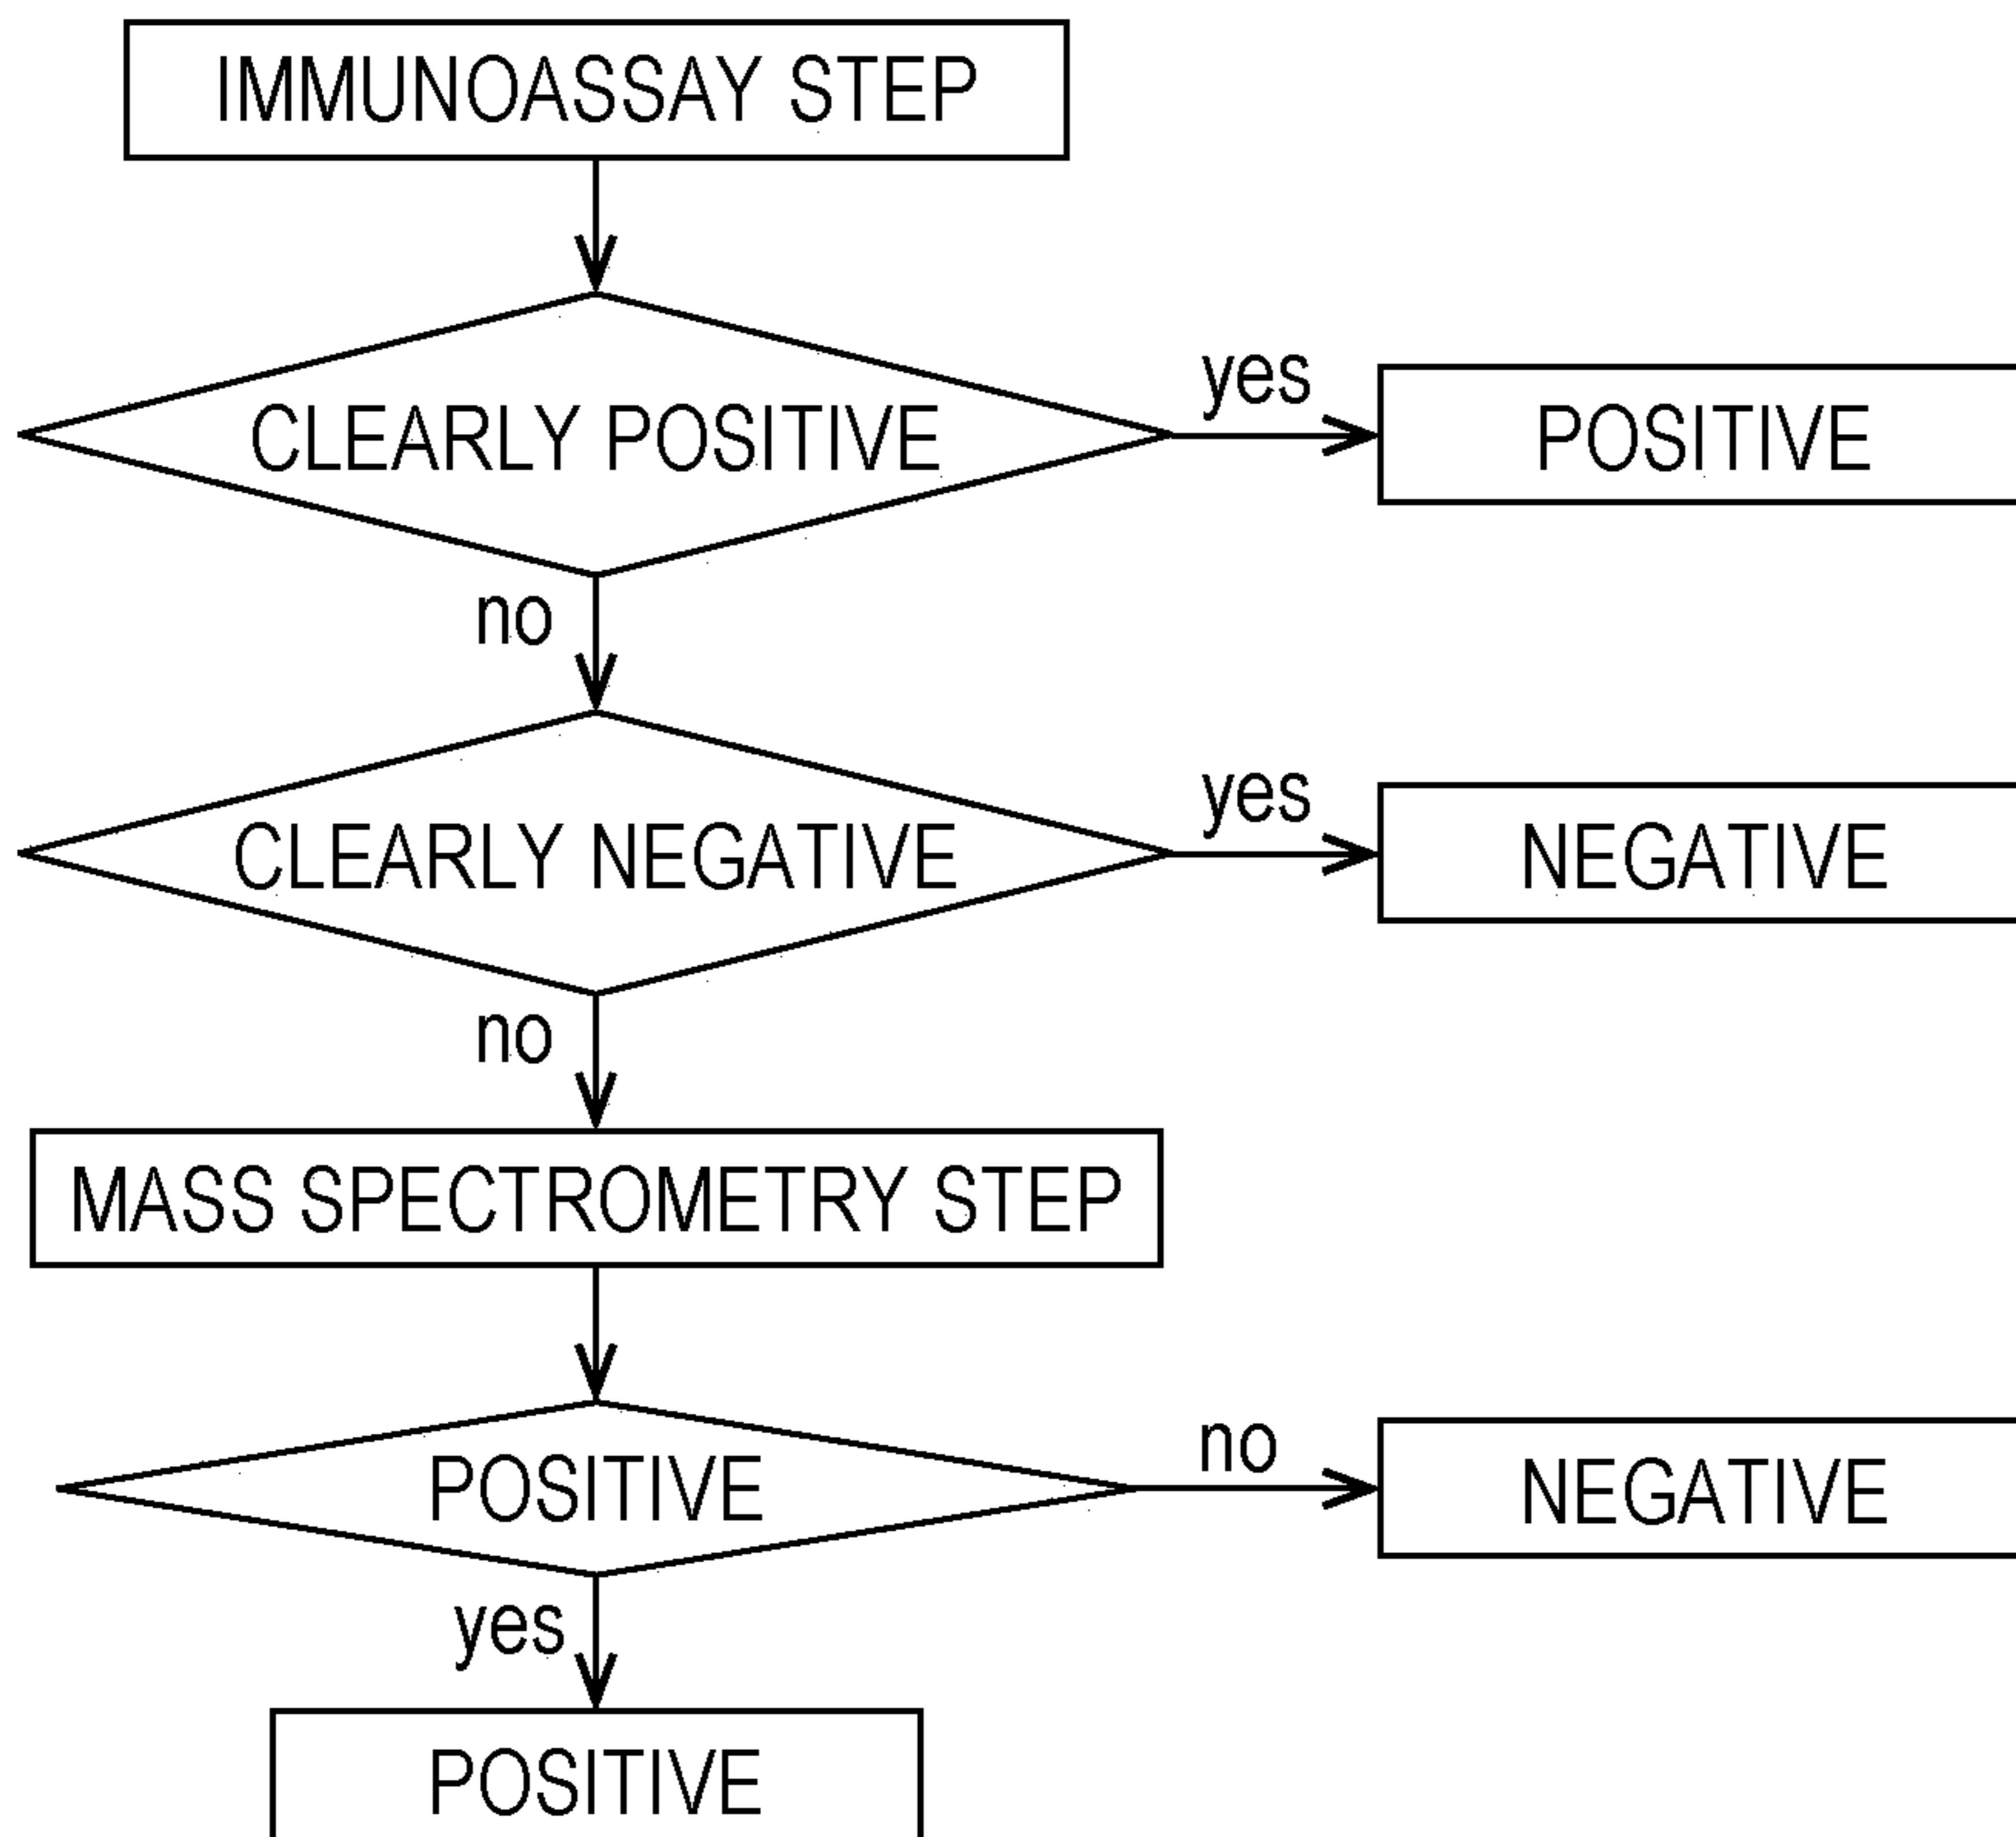 IMMUNOASSAY STEP
CLEARLY POSITIVE
yes
POSITIVE
no
CLEARLY NEGATIVE
yes
NEGATIVE
no
MASS SPECTROMETRY STEP
POSITIVE
no
NEGATIVE
yes
POSITIVE